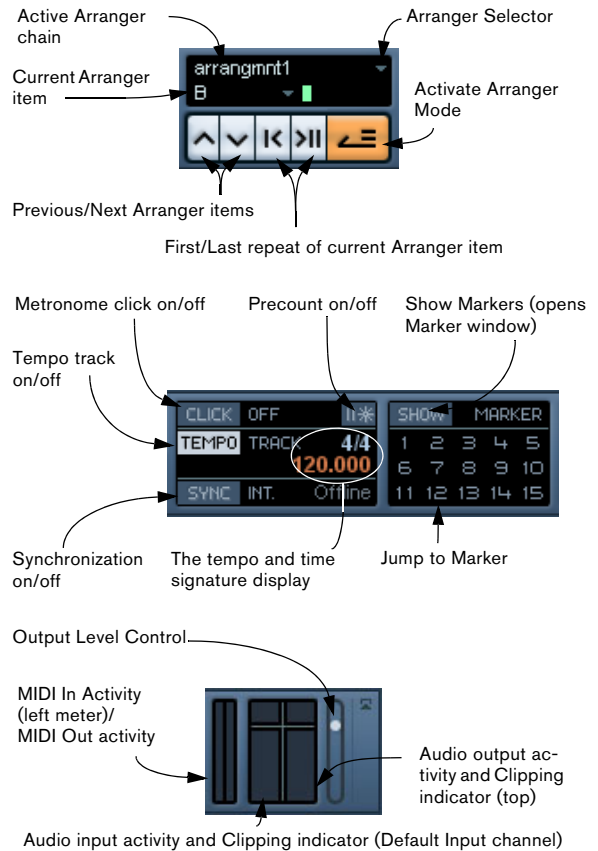 Active Arranger
chain
Arranger Selector
arrangmnt1
Current Arranger
item
B
Activate Arranger
Mode
Previous/Next Arranger items
First/Last repeat of current Arranger item
Metronome click on/off
Precount on/off
Show Markers (opens
Marker window)
Tempo track
on/off
CLICK OFF
SHOW MARKER
TEMPO TRACK 4/4
120.000
1 2 3 4 5
6 7 8 9 10
SYNC INT. Offline
11 12 13 14 15
Synchronization
on/off
The tempo and time
signature display
Jump to Marker
Output Level Control
MIDI In Activity
(left meter)/
MIDI Out activity
Audio output ac-
tivity and Clipping
indicator (top)
Audio input activity and Clipping indicator (Default Input channel)